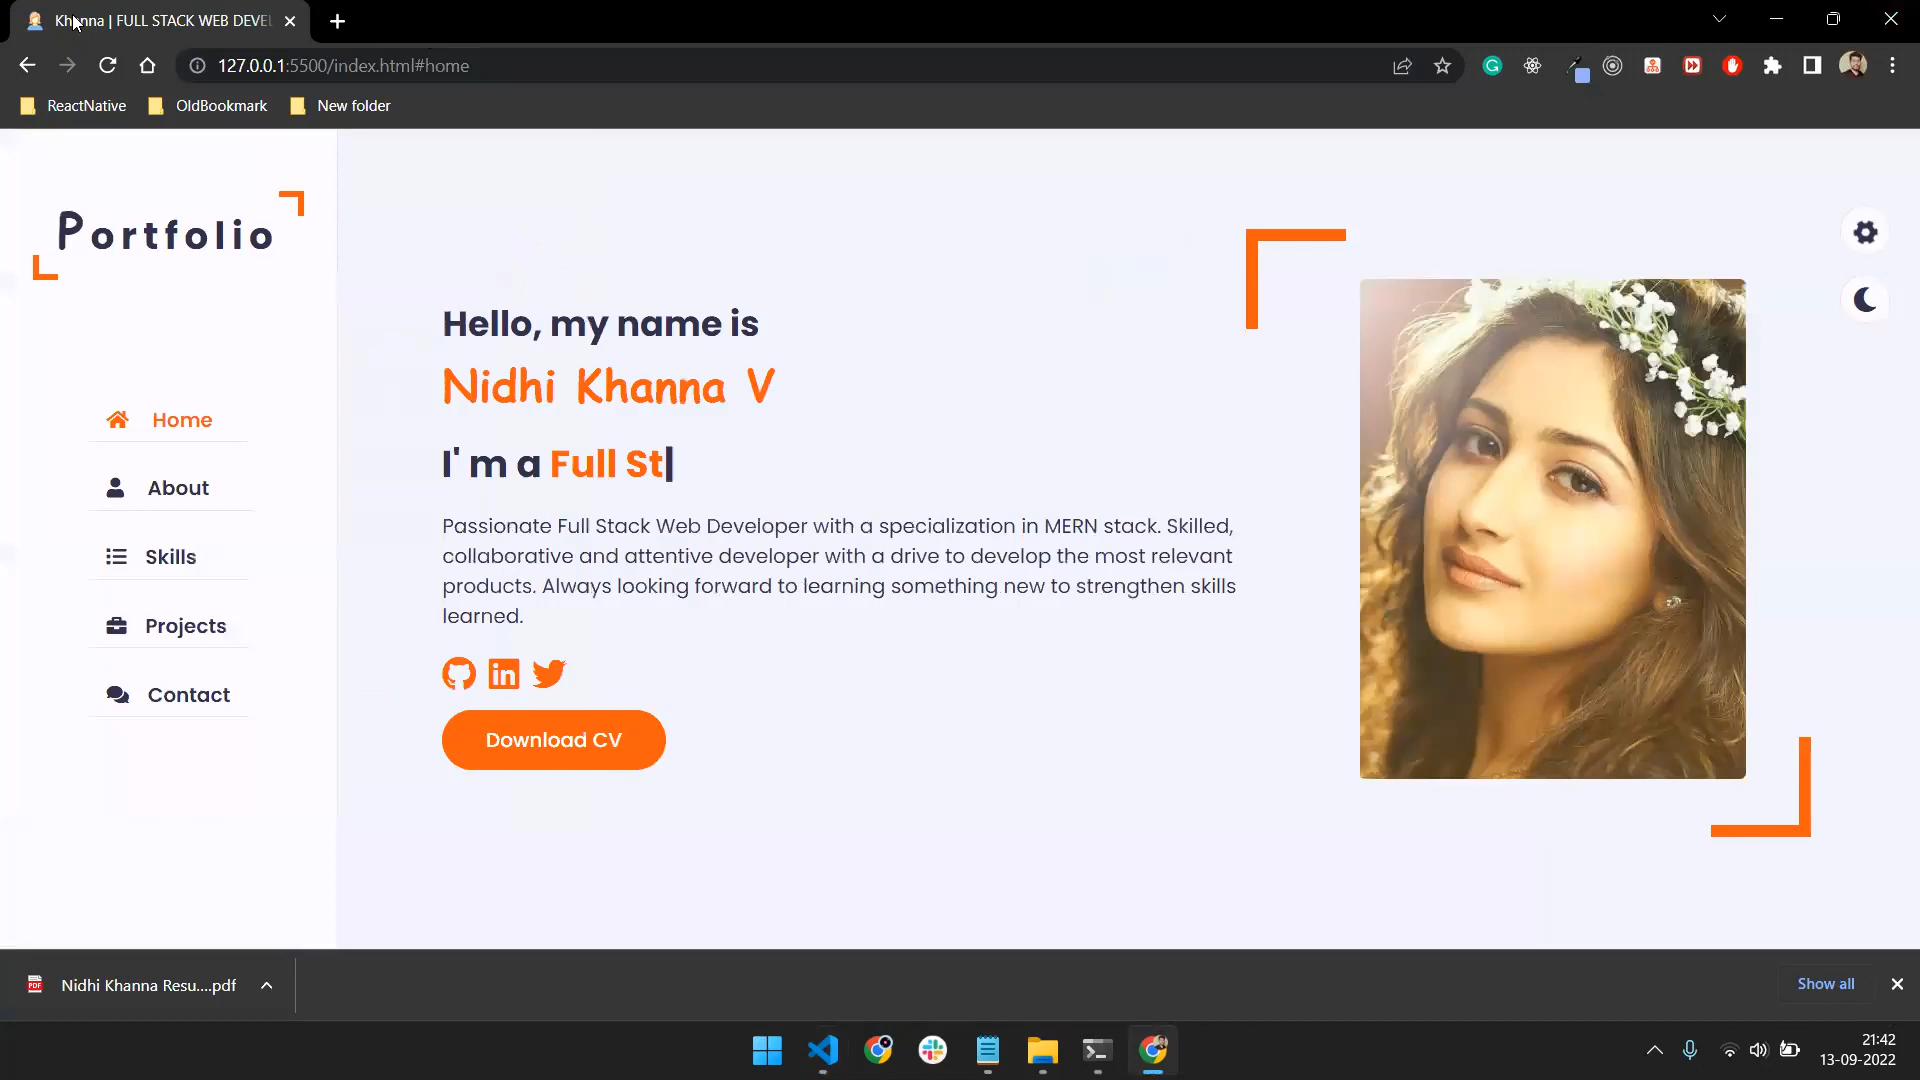 Khanna | FULL STACK WEB DEVEL
127.0.0.1:5500/index.html#home
ReactNative
OldBookmark
New folder
Portfolio
Home
About
Skills
Projects
Contact
Hello, my name is
Nidhi Khanna V
I' m a Full St|
Passionate Full Stack Web Developer with a specialization in MERN stack. Skilled,
collaborative and attentive developer with a drive to develop the most relevant
products. Always looking forward to learning something new to strengthen skills
learned.
in
Download CV
PDF
Nidhi Khanna Resu....pdf
Show all
21:42
13-09-2022